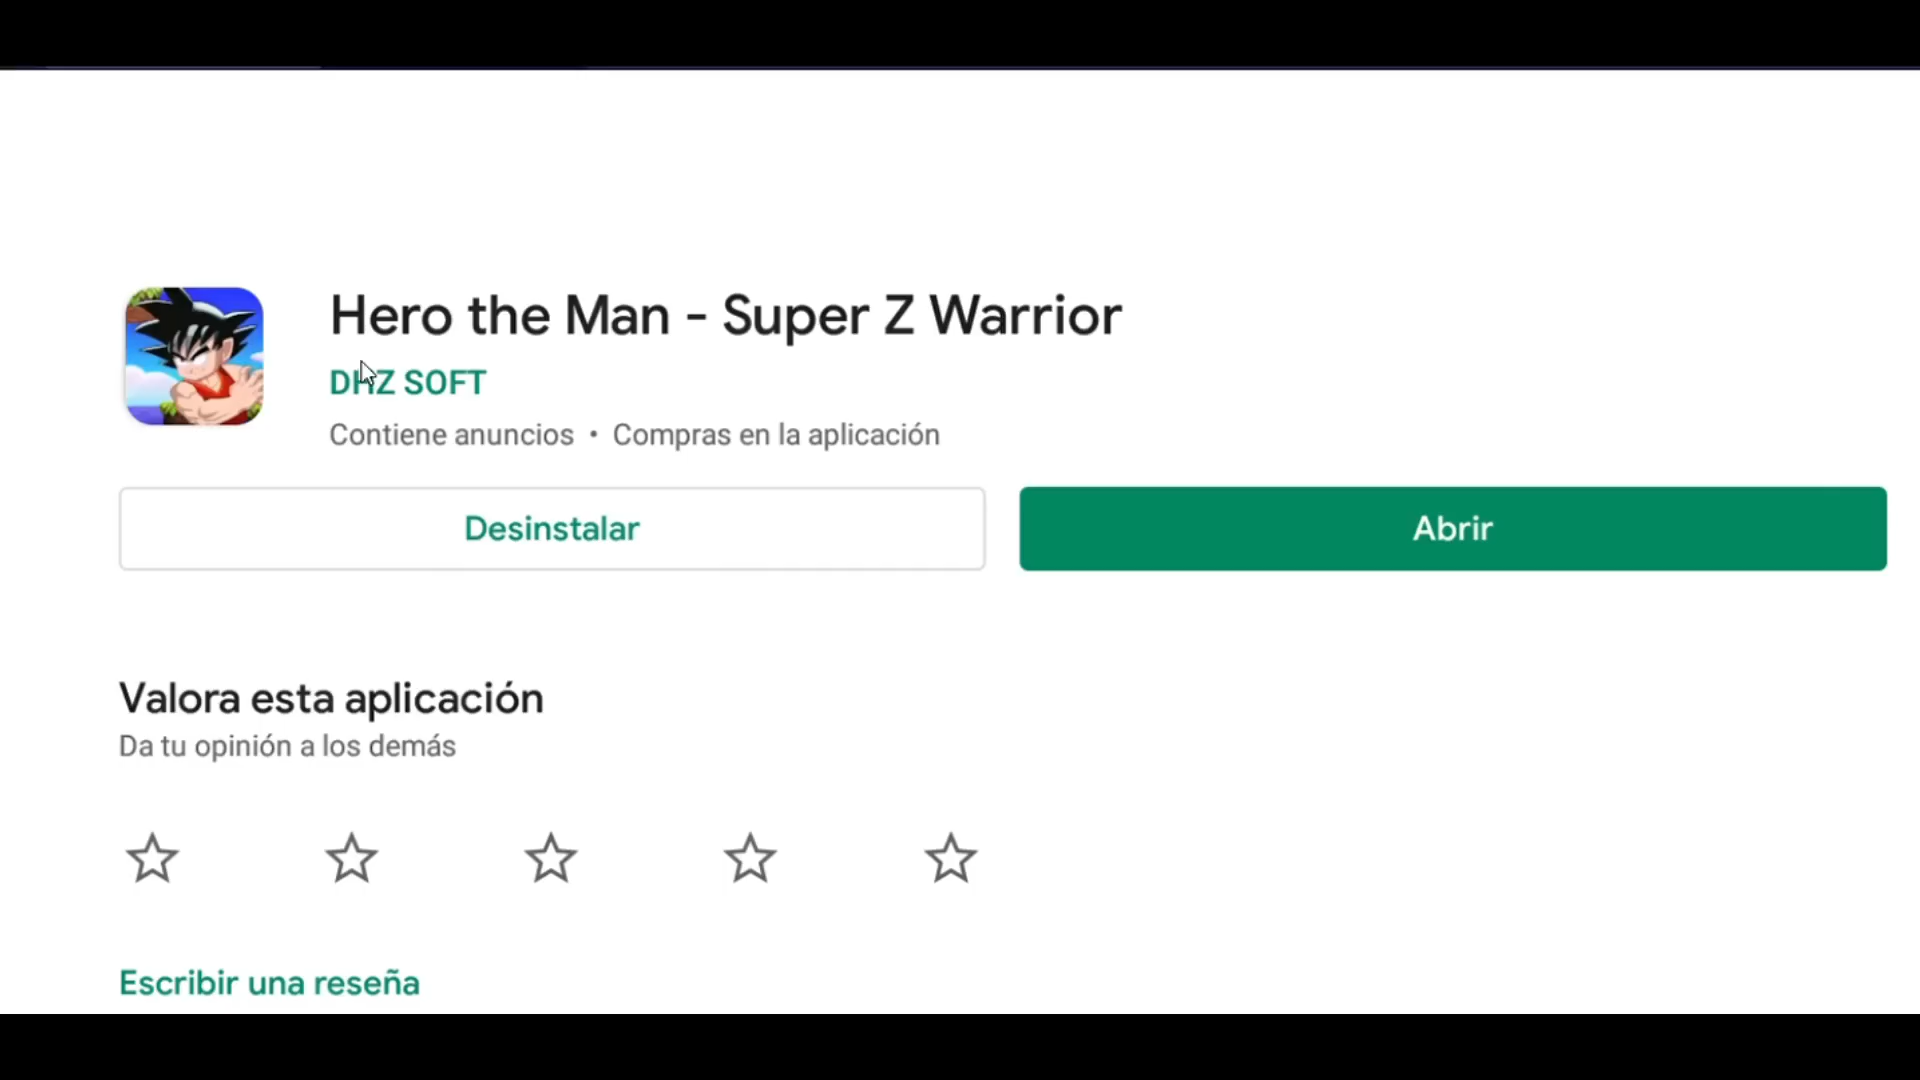 Hero the Man - Super Z Warrior
DHZ SOFT
Contiene anuncios • Compras en la aplicación
Desinstalar
Abrir
Valora esta aplicación
Da tu opinión a los demás
Escribir una reseña